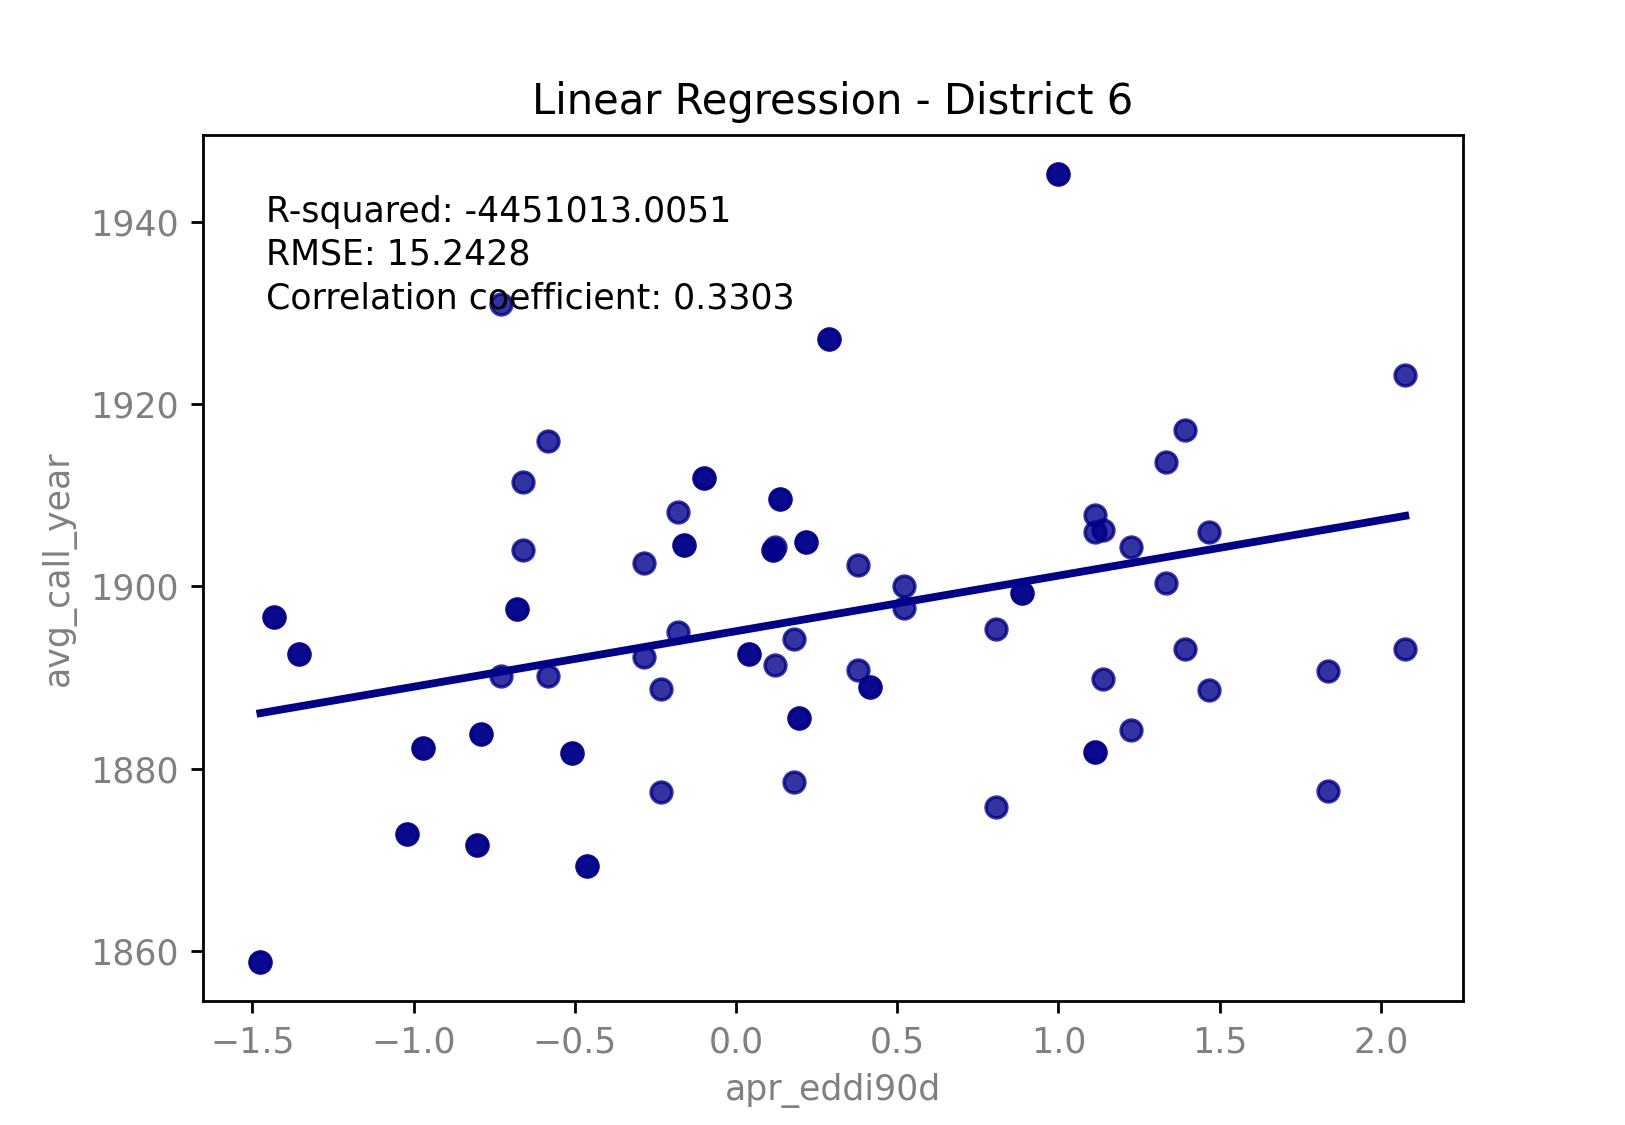 Linear Regression - District 6
R-squared: -4451013.0051
RMSE: 15.2428
Correlation coefficient: 0.3303
1940
1920
1900
1880
1860
avg_call_year
−1.5 −1.0 −0.5 0.0 0.5 1.0 1.5 2.0
apr_eddi90d